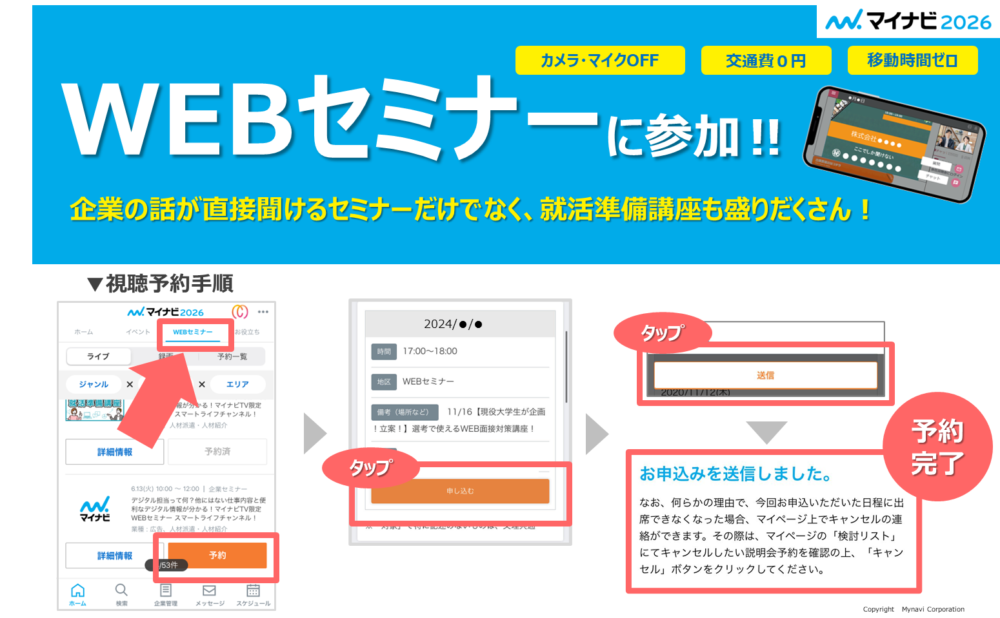 マイナビ2026
カメラ・マイクOFF
交通費0円
移動時間ゼロ
WEBセミナーに参加!!
企業の話が直接聞けるセミナーだけでなく、就活準備講座も盛りだくさん！
●月●日
株式会社●●●●
ここでしか聞けない
㊙●●●●●●●
質問
チャット
▼視聴予約手順
マイナビ2026
ホーム
イベント
WEBセミナー
お役立ち
ライブ
録画
予約一覧
ジャンル
×
×
エリア
就活準備講座
報が分かる！マイナビTV限定
スマートライフチャンネル！
人材派遣・人材紹介
詳細情報
予約済
6.13(火) 10:00 ～ 12:00 | 企業セミナー
デジタル担当って何？他にはない仕事内容と便
利なデジタル情報が分かる！マイナビTV限定
WEBセミナー スマートライフチャンネル！
業種 : 広告、人材派遣・人材紹介
マイナビ
詳細情報
予約
/53件
ホーム
検索
企業管理
メッセージ
スケジュール
2024/●/●
時間
17:00～18:00
地区
WEBセミナー
備考（場所など）
11/16【現役大学生が企画
！立案！】選考で使えるWEB面接対策講座！
タップ
申し込む
タップ
送信
2020/11/12(木)
予約
完了
お申込みを送信しました。
なお、何らかの理由で、今回お申込いただいた日程に出
席できなくなった場合、マイページ上でキャンセルの連
絡ができます。その際は、マイページの「検討リスト」
にてキャンセルしたい説明会予約を確認の上、「キャン
セル」ボタンをクリックしてください。
Copyright Mynavi Corporation